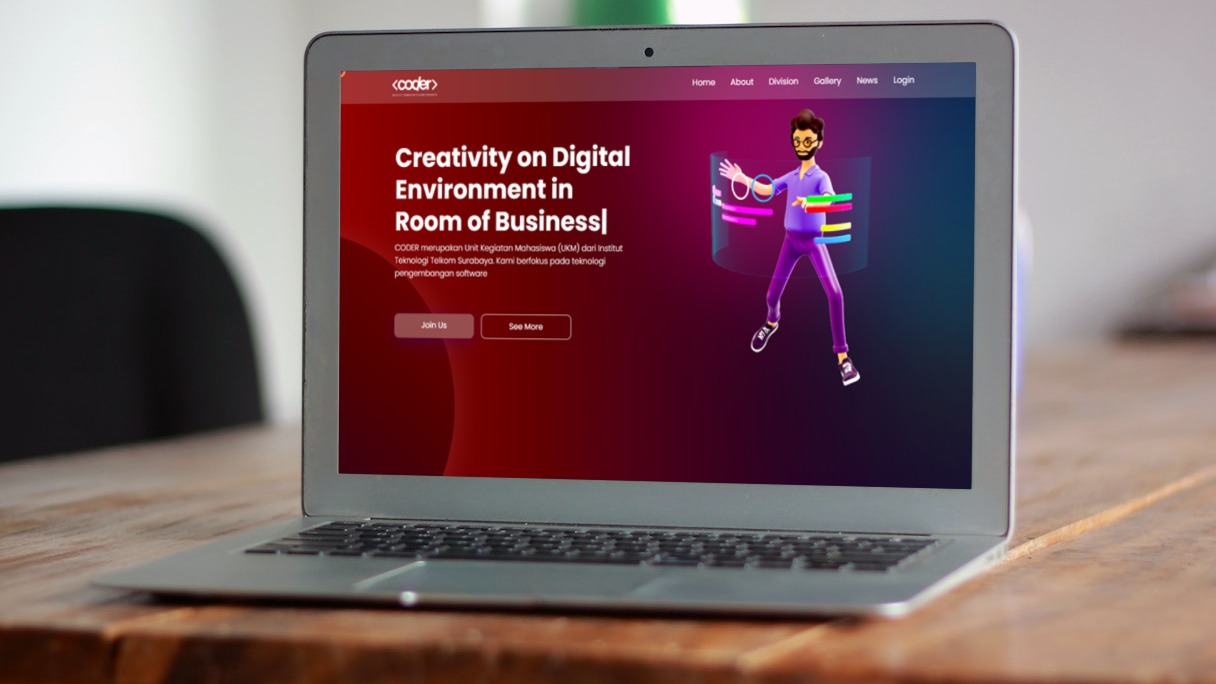 <coder>
Home About Division Gallery News Login
Creativity on Digital
Environment in
Room of Business|
CODER merupakan Unit Kegiatan Mahasiswa (UKM) dari Institut
Teknologi Telkom Surabaya. Kami berfokus pada teknologi
pengembangan software
Join Us See More